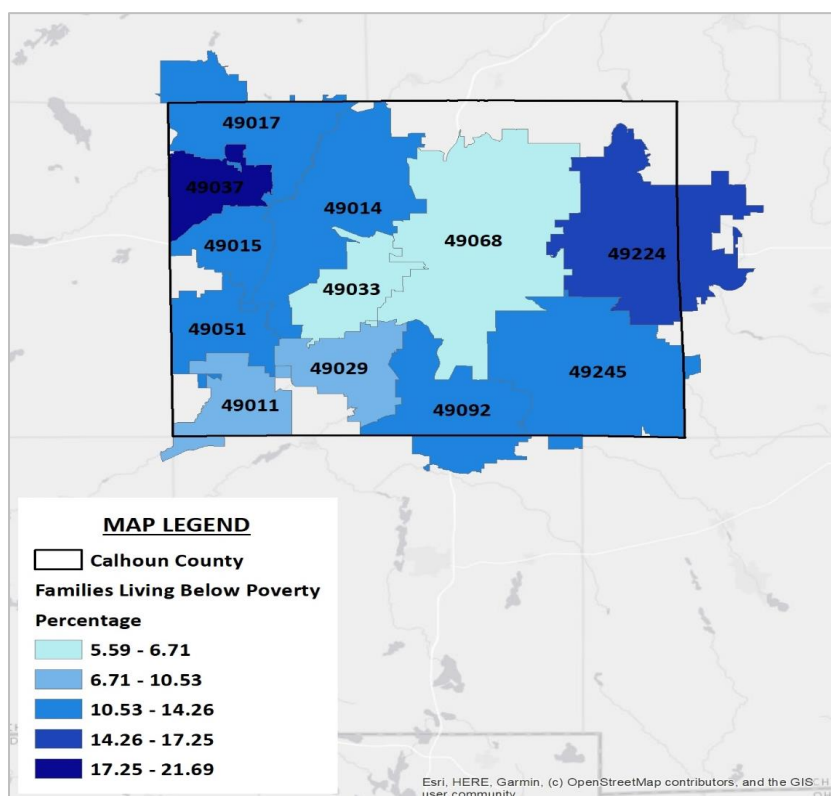 49017
49037
49014
49015
49068
49224
49033
49051
49029
49245
49011
49092
MAP LEGEND
Calhoun County
Families Living Below Poverty
Percentage
5.59 - 6.71
6.71 - 10.53
10.53 - 14.26
14.26 - 17.25
17.25 - 21.69
Esri, HERE, Garmin, (c) OpenStreetMap contributors, and the GIS
user community